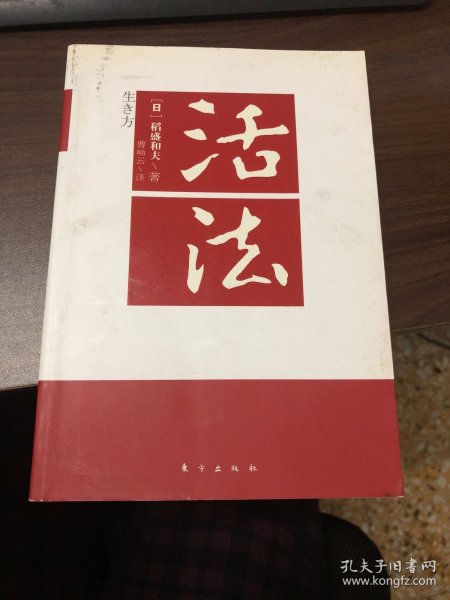 活法
生き方
[日]稻盛和夫\著
曹岫云\译
东方出版社
孔夫子旧书网
www.kongfz.com